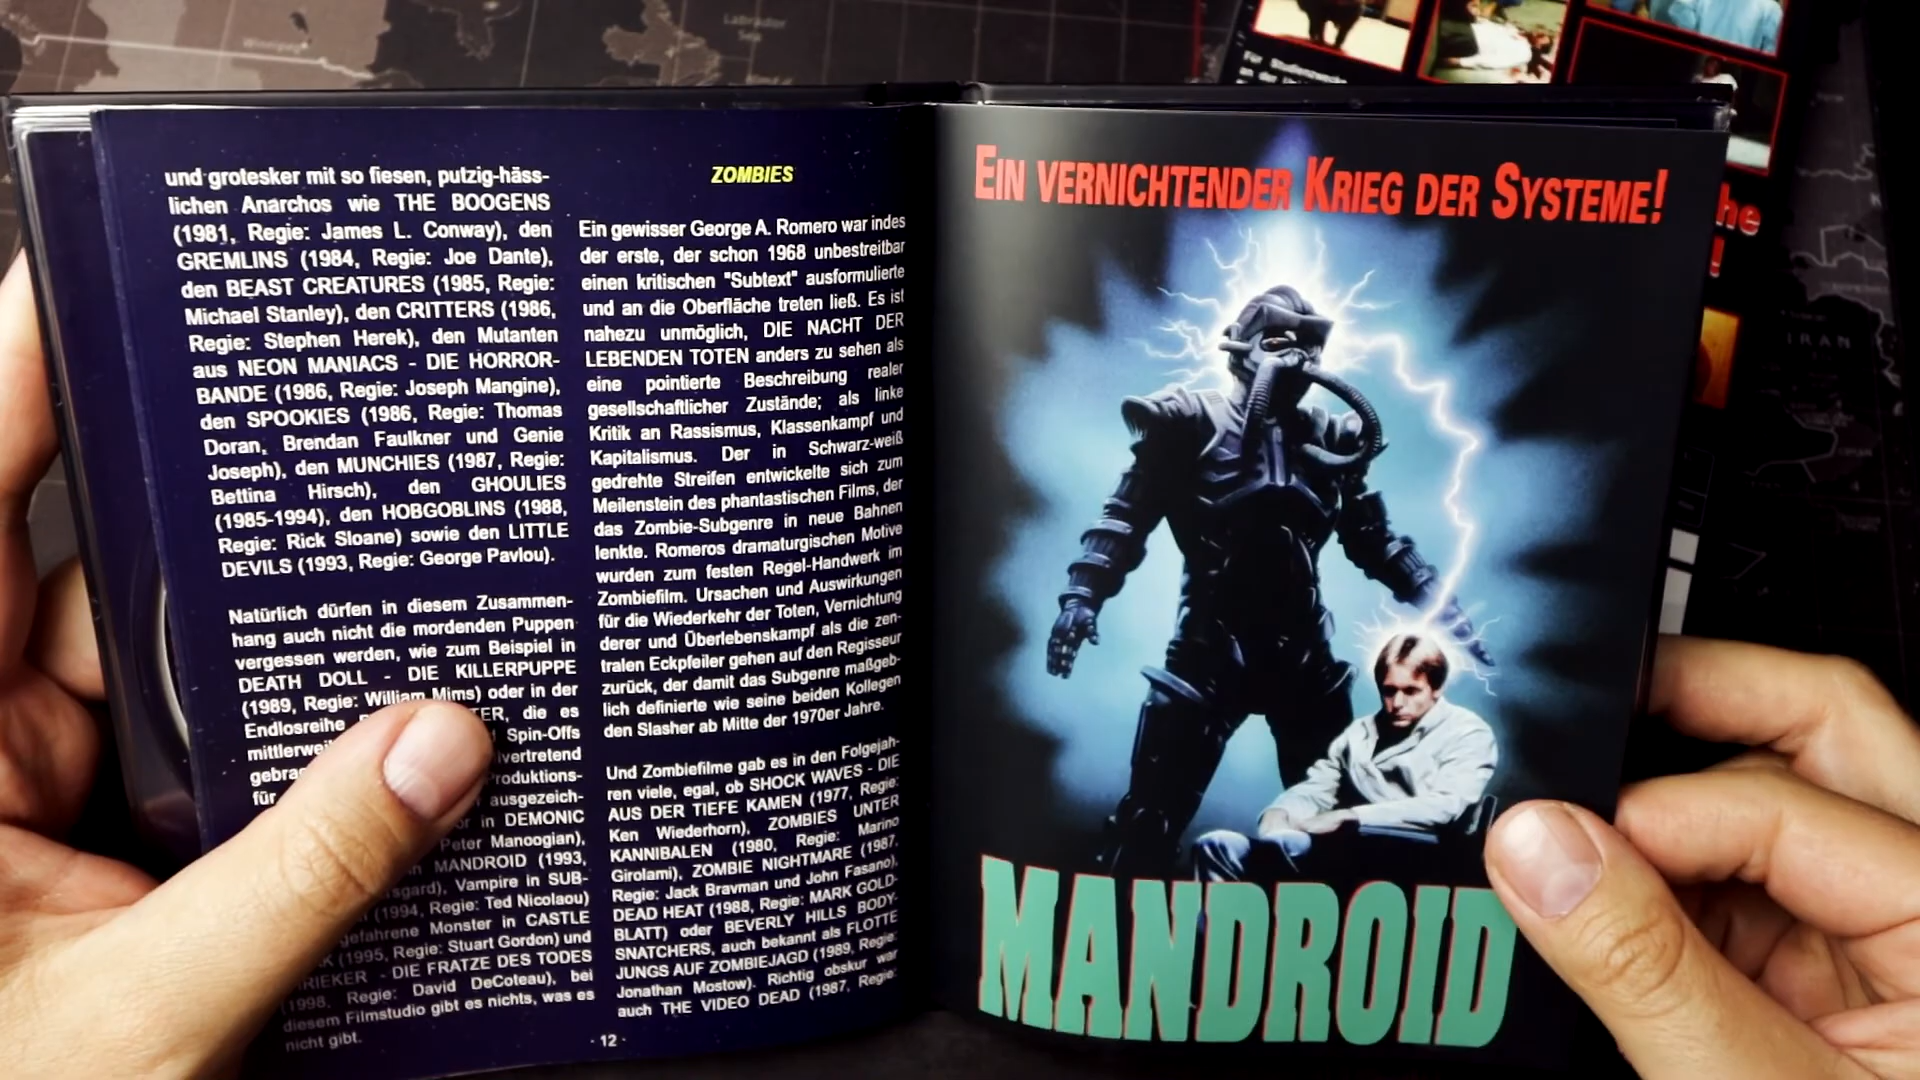 Winnipeg
Labrador
Sea
und grotesker mit so fiesen, putzig-häss-
lichen Anarchos wie THE BOOGENS
(1981, Regie: James L. Conway), den
GREMLINS (1984, Regie: Joe Dante),
den BEAST CREATURES (1985, Regie:
Michael Stanley), den CRITTERS (1986,
Regie: Stephen Herek), den Mutanten
aus NEON MANIACS - DIE HORROR-
BANDE (1986, Regie: Joseph Mangine),
den SPOOKIES (1986, Regie: Thomas
Doran, Brendan Faulkner und Genie
Joseph), den MUNCHIES (1987, Regie:
Bettina Hirsch), den GHOULIES
(1985-1994), den HOBGOBLINS (1988,
Regie: Rick Sloane) sowie den LITTLE
DEVILS (1993, Regie: George Pavlou).
Natürlich dürfen in diesem Zusammen-
hang auch nicht die mordenden Puppen
vergessen werden, wie zum Beispiel in
DEATH DOLL - DIE KILLERPUPPE
(1989, Regie: William Mims) oder in der
Endlosreihe TER, die es
mittlerwei Spin-Offs
gebra vertretend
für Produktions-
ausgezeich-
in DEMONIC
Peter Manoogian),
MANDROID (1993,
sgard), Vampire in SUB-
(1994, Regie: Ted Nicolaou)
gefahrene Monster in CASTLE
(1995, Regie: Stuart Gordon) und
RIEKER - DIE FRATZE DES TODES
(1998, Regie: David DeCoteau), bei
diesem Filmstudio gibt es nichts, was es
nicht gibt.
ZOMBIES
Ein gewisser George A. Romero war indes
der erste, der schon 1968 unbestreitbar
einen kritischen "Subtext" ausformulierte
und an die Oberfläche treten ließ. Es ist
nahezu unmöglich, DIE NACHT DER
LEBENDEN TOTEN anders zu sehen als
eine pointierte Beschreibung realer
gesellschaftlicher Zustände; als linke
Kritik an Rassismus, Klassenkampf und
Kapitalismus. Der in Schwarz-weiß
gedrehte Streifen entwickelte sich zum
Meilenstein des phantastischen Films, der
das Zombie-Subgenre in neue Bahnen
lenkte. Romeros dramaturgischen Motive
wurden zum festen Regel-Handwerk im
Zombiefilm. Ursachen und Auswirkungen
für die Wiederkehr der Toten, Vernichtung
derer und Überlebenskampf als die zen-
tralen Eckpfeiler gehen auf den Regisseur
zurück, der damit das Subgenre maßgeb-
lich definierte wie seine beiden Kollegen
den Slasher ab Mitte der 1970er Jahre.
Und Zombiefilme gab es in den Folgejah-
ren viele, egal, ob SHOCK WAVES - DIE
AUS DER TIEFE KAMEN (1977, Regie:
Ken Wiederhorn), ZOMBIES UNTER
KANNIBALEN (1980, Regie: Marino
Girolami), ZOMBIE NIGHTMARE (1987,
Regie: Jack Bravman und John Fasano),
DEAD HEAT (1988, Regie: MARK GOLD-
BLATT) oder BEVERLY HILLS BODY-
SNATCHERS, auch bekannt als FLOTTE
JUNGS AUF ZOMBIEJAGD (1989, Regie:
Jonathan Mostow). Richtig obskur war
auch THE VIDEO DEAD (1987, Regie:
- 12 -
EIN VERNICHTENDER KRIEG DER SYSTEME!
MANDROID
he
!
IRAN